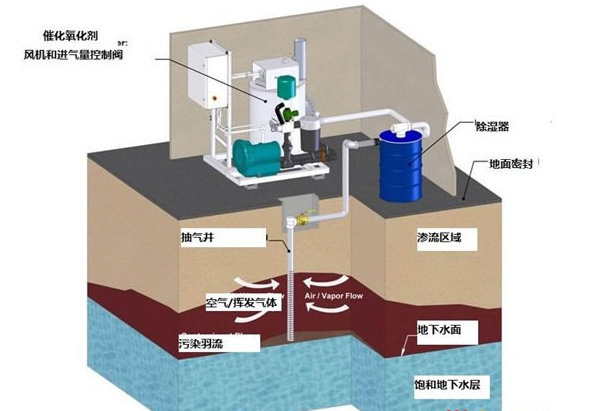 催化氧化剂
er:
风机和进气量控制阀
除湿器
地面密封
抽气井
渗流区域
空气/挥发气体
Air / Vapor Flow
地下水面
污染羽流
饱和地下水层